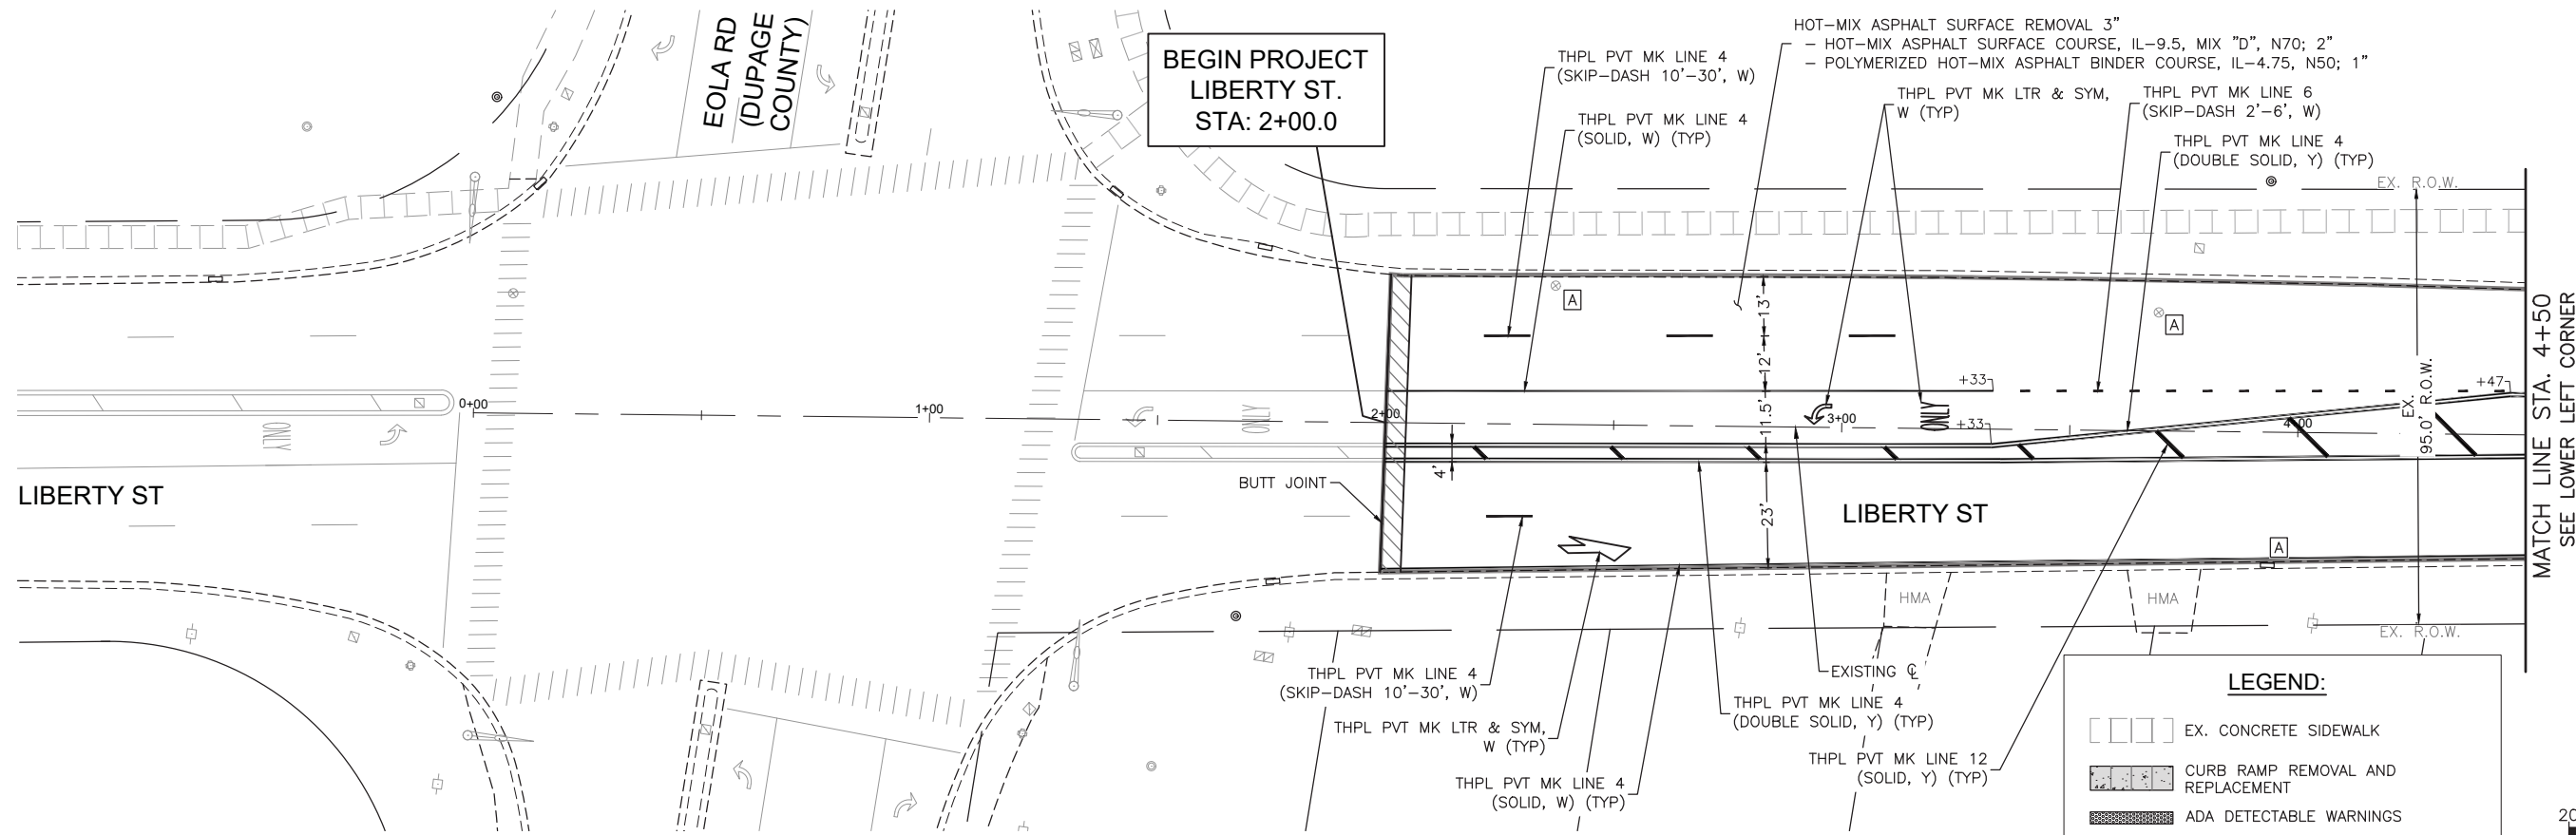 EOLA RD
(DUPAGE
COUNTY)
BEGIN PROJECT
LIBERTY ST.
STA: 2+00.0
THPL PVT MK LINE 4
(SKIP-DASH 10'-30', W)
THPL PVT MK LINE 4
(SOLID, W) (TYP)
HOT-MIX ASPHALT SURFACE REMOVAL 3"
- HOT-MIX ASPHALT SURFACE COURSE, IL-9.5, MIX "D", N70; 2"
- POLYMERIZED HOT-MIX ASPHALT BINDER COURSE, IL-4.75, N50; 1"
THPL PVT MK LTR & SYM,
W (TYP)
THPL PVT MK LINE 6
(SKIP-DASH 2'-6', W)
THPL PVT MK LINE 4
(DOUBLE SOLID, Y) (TYP)
EX. R.O.W.
A
A
13'
12'
11.5'
4'
23'
+33
+33
+47
0+00
1+00
2+00
3+00
4+00
ONLY
ONLY
ONLY
EX.
95.0' R.O.W.
MATCH LINE STA. 4+50
SEE LOWER LEFT CORNER
LIBERTY ST
BUTT JOINT
LIBERTY ST
A
HMA
HMA
EX. R.O.W.
THPL PVT MK LINE 4
(SKIP-DASH 10'-30', W)
THPL PVT MK LTR & SYM,
W (TYP)
THPL PVT MK LINE 4
(SOLID, W) (TYP)
EXISTING ℄
THPL PVT MK LINE 4
(DOUBLE SOLID, Y) (TYP)
THPL PVT MK LINE 12
(SOLID, Y) (TYP)
LEGEND:
EX. CONCRETE SIDEWALK
CURB RAMP REMOVAL AND
REPLACEMENT
ADA DETECTABLE WARNINGS